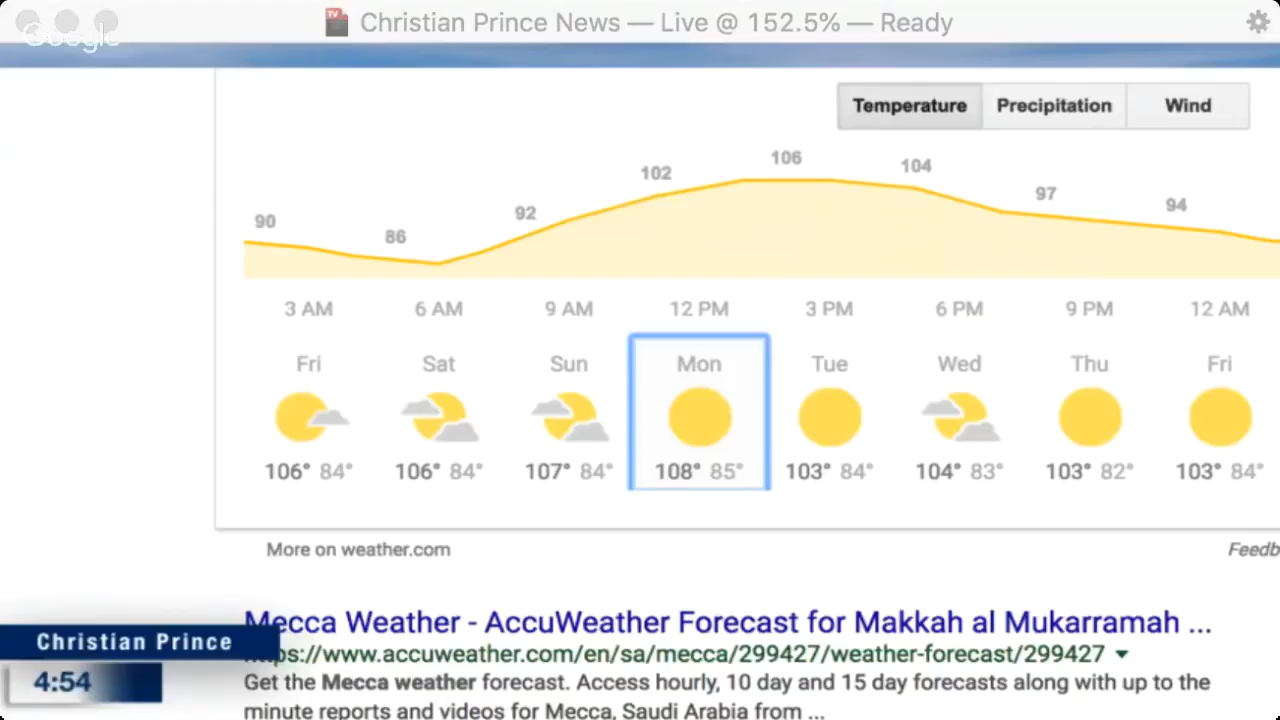 Christian Prince News — Live @ 152.5% — Ready
Google
Temperature Precipitation Wind
90 86 92 102 106 104 97 94
3 AM 6 AM 9 AM 12 PM 3 PM 6 PM 9 PM 12 AM
Fri Sat Sun Mon Tue Wed Thu Fri
106° 84° 106° 84° 107° 84° 108° 85° 103° 84° 104° 83° 103° 82° 103° 84°
More on weather.com Feedb
Mecca Weather - AccuWeather Forecast for Makkah al Mukarramah ...
Christian Prince
https://www.accuweather.com/en/sa/mecca/299427/weather-forecast/299427
4:54
Get the Mecca weather forecast. Access hourly, 10 day and 15 day forecasts along with up to the
minute reports and videos for Mecca, Saudi Arabia from ...